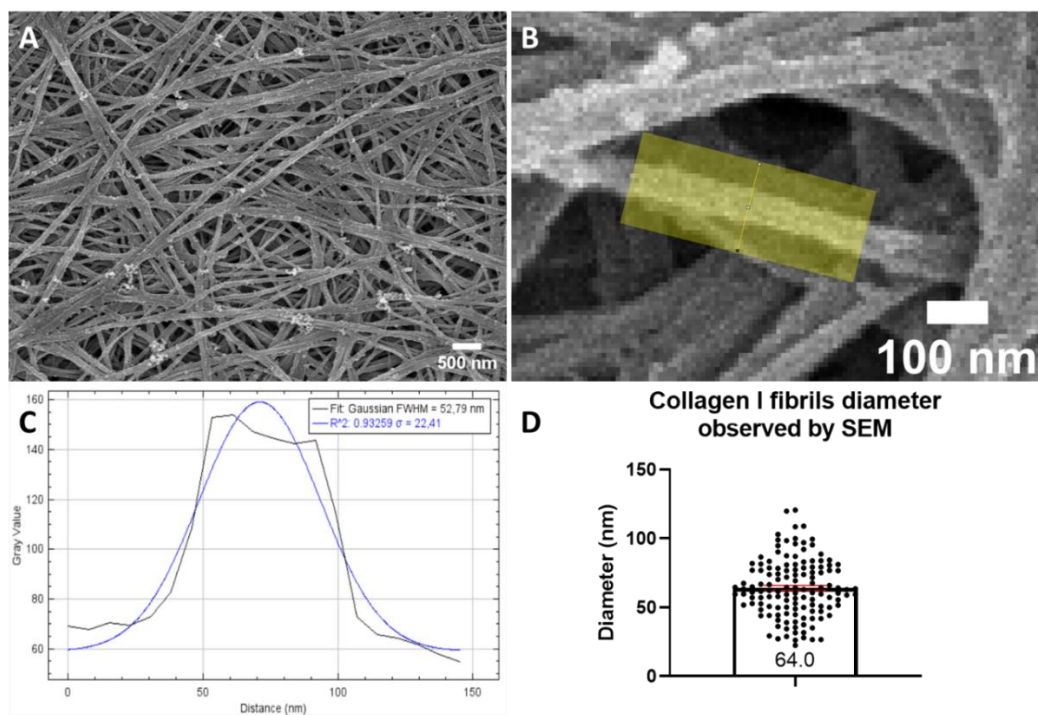 A
500 nm
B
100 nm
C
160
140
120
100
80
60
Gray Value
0
50
100
150
Distance (nm)
Fit: Gaussian FWHM = 52,79 nm
R^2: 0.93259 σ = 22,41
D
Collagen I fibrils diameter
observed by SEM
150
100
50
0
Diameter (nm)
64.0